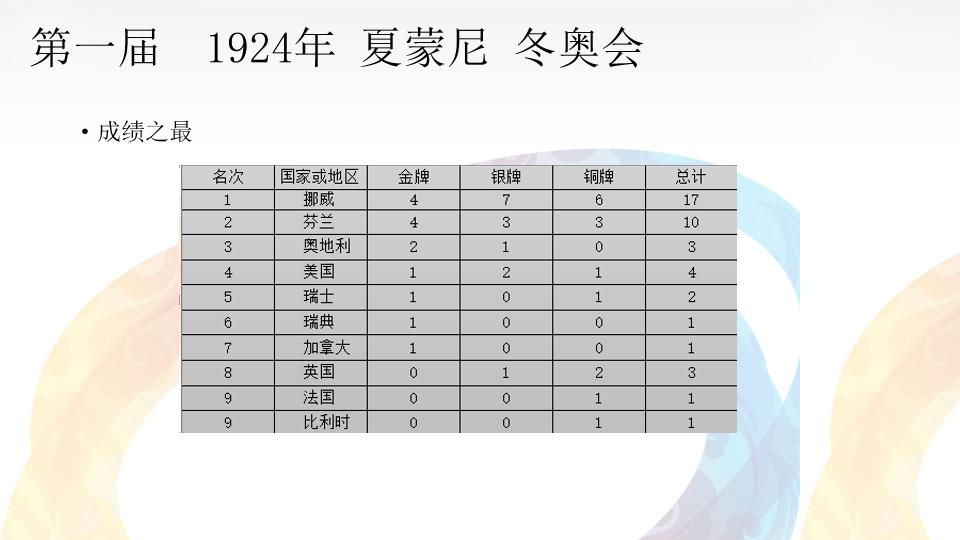 第一届 1924年 夏蒙尼 冬奥会
• 成绩之最
名次 国家或地区 金牌 银牌 铜牌 总计
1 挪威 4 7 6 17
2 芬兰 4 3 3 10
3 奥地利 2 1 0 3
4 美国 1 2 1 4
5 瑞士 1 0 1 2
6 瑞典 1 0 0 1
7 加拿大 1 0 0 1
8 英国 0 1 2 3
9 法国 0 0 1 1
9 比利时 0 0 1 1